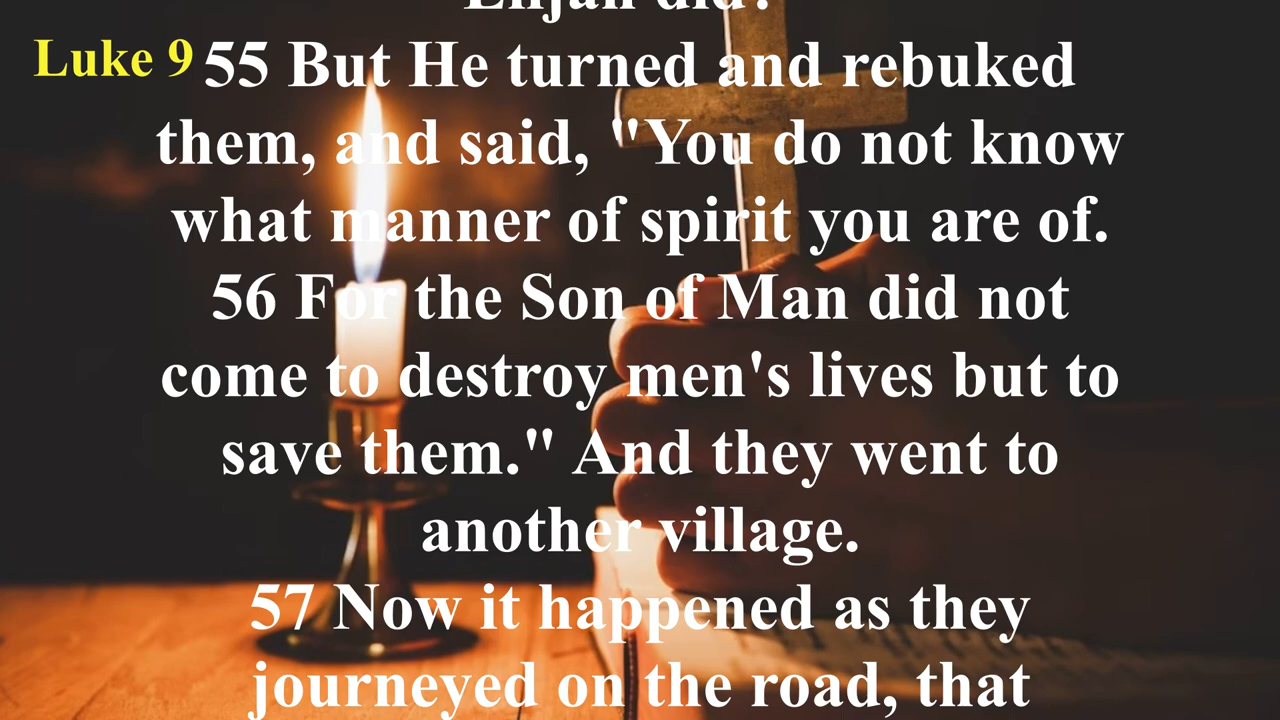 Elijah did?
Luke 9
55 But He turned and rebuked
them, and said, "You do not know
what manner of spirit you are of.
56 For the Son of Man did not
come to destroy men's lives but to
save them." And they went to
another village.
57 Now it happened as they
journeyed on the road, that